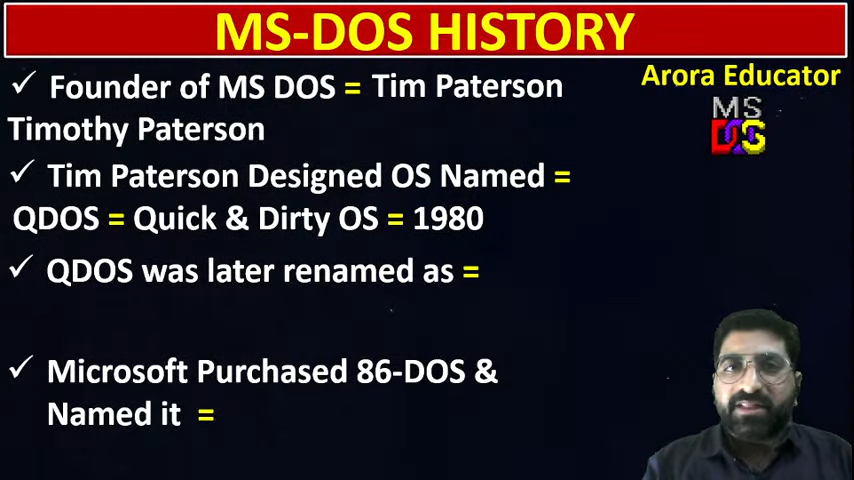 MS-DOS HISTORY
Arora Educator
MS
DOS
✓ Founder of MS DOS = Tim Paterson
Timothy Paterson
✓ Tim Paterson Designed OS Named =
QDOS = Quick & Dirty OS = 1980
✓ QDOS was later renamed as =
✓ Microsoft Purchased 86-DOS &
Named it =